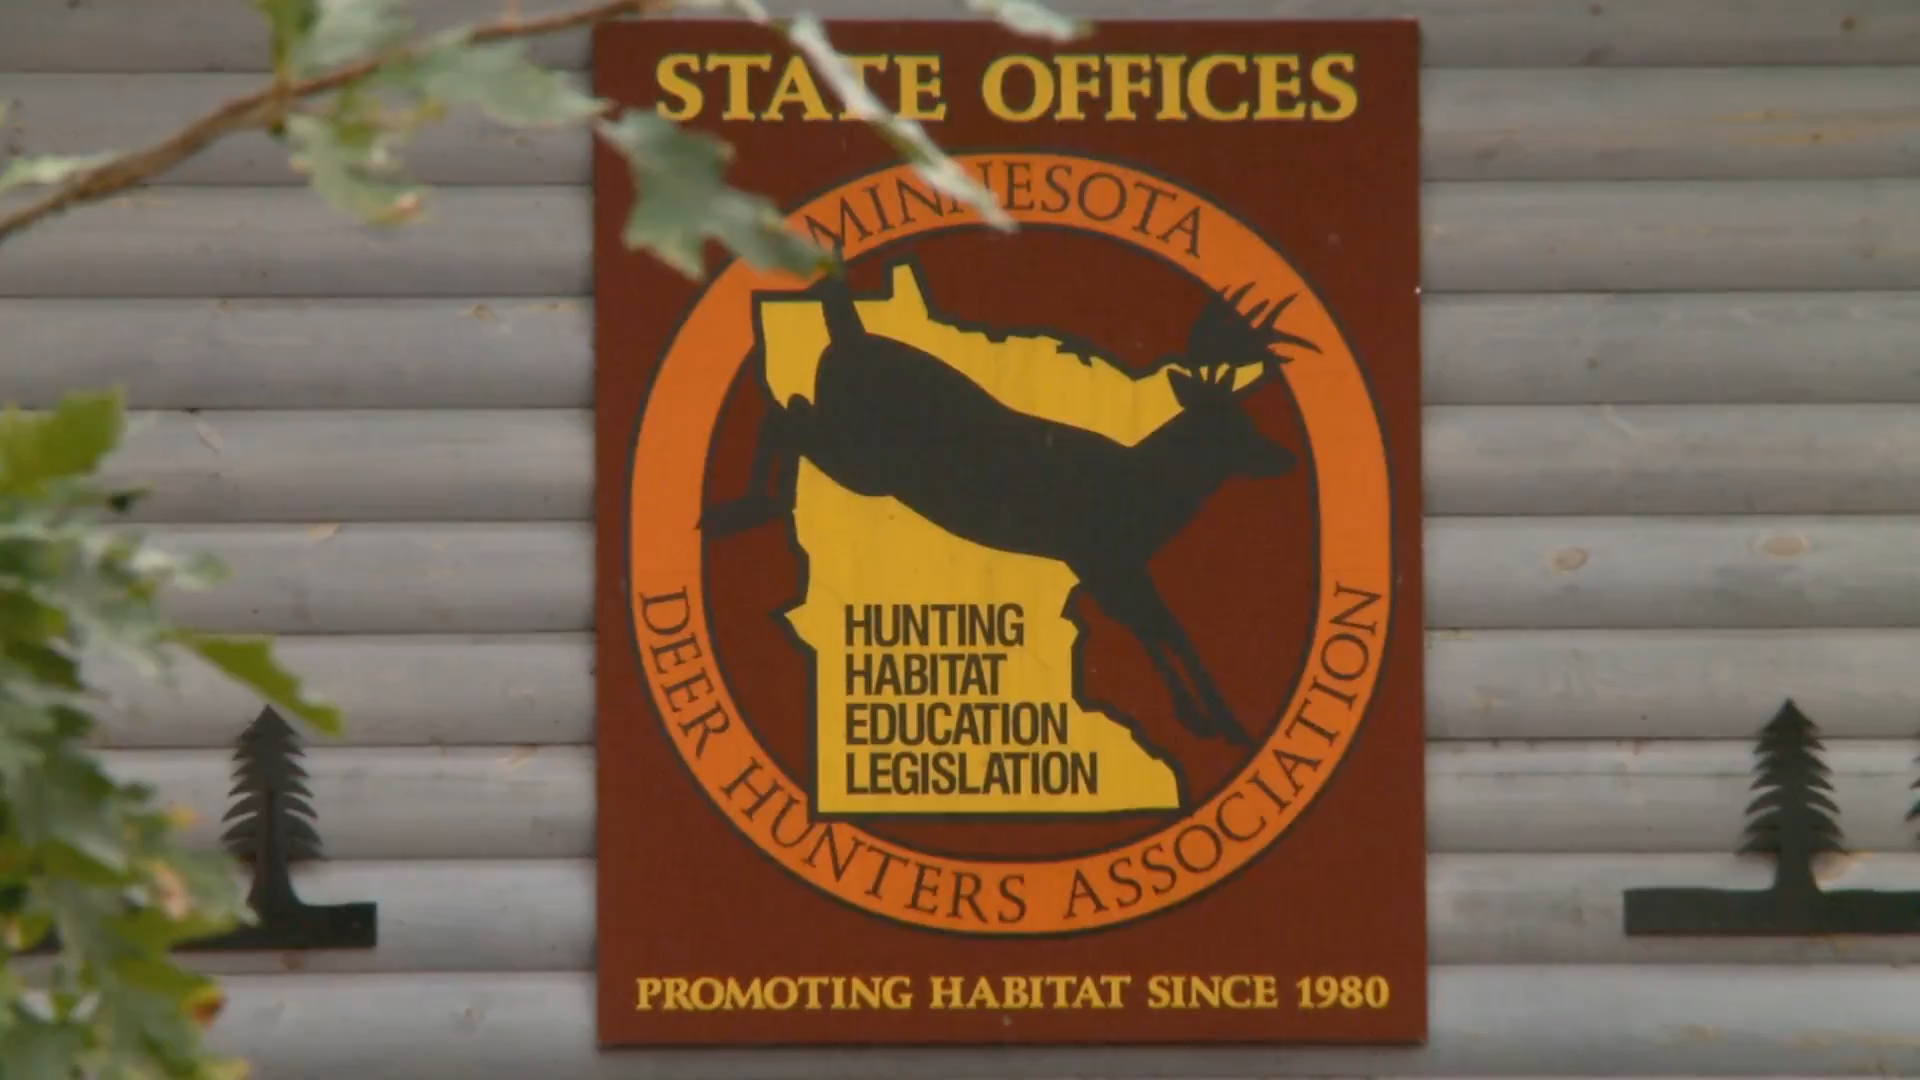 STATE OFFICES
MINNESOTA
DEER HUNTERS ASSOCIATION
HUNTING
HABITAT
EDUCATION
LEGISLATION
PROMOTING HABITAT SINCE 1980